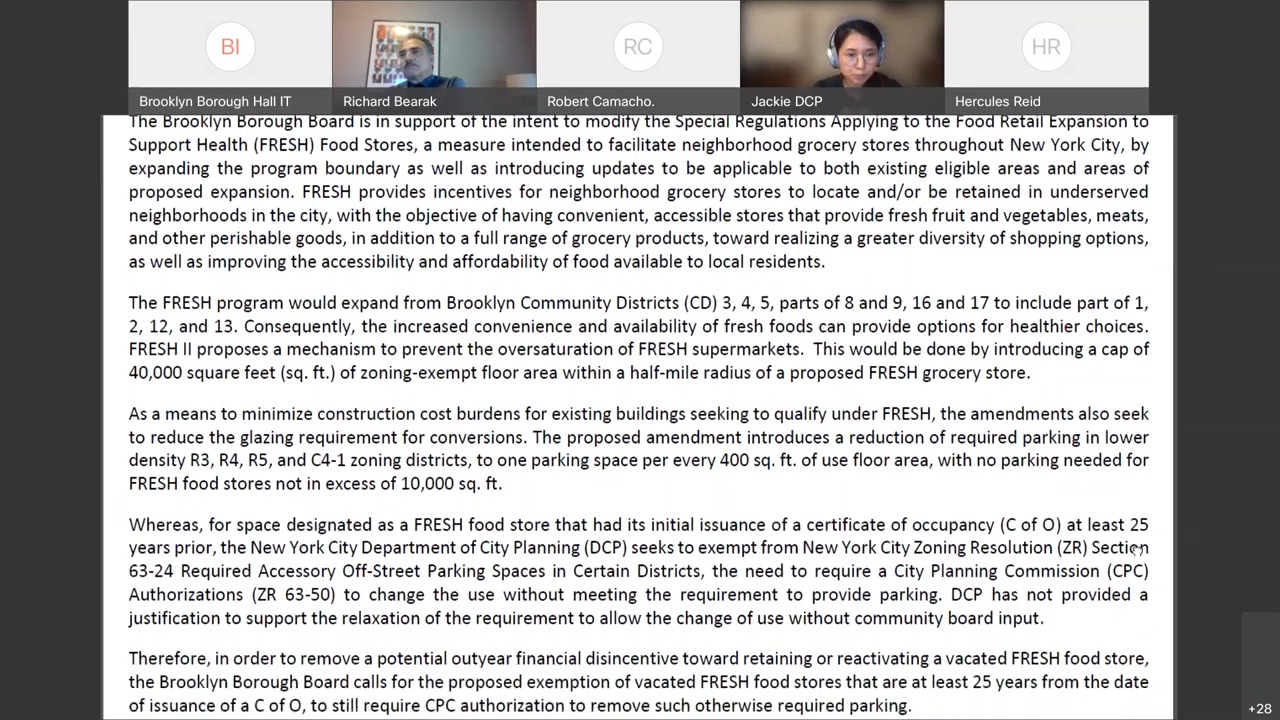 BI
RC
HR
Brooklyn Borough Hall IT
Richard Bearak
Robert Camacho.
Jackie DCP
Hercules Reid
The Brooklyn Borough Board is in support of the intent to modify the Special Regulations Applying to the Food Retail Expansion to
Support Health (FRESH) Food Stores, a measure intended to facilitate neighborhood grocery stores throughout New York City, by
expanding the program boundary as well as introducing updates to be applicable to both existing eligible areas and areas of
proposed expansion. FRESH provides incentives for neighborhood grocery stores to locate and/or be retained in underserved
neighborhoods in the city, with the objective of having convenient, accessible stores that provide fresh fruit and vegetables, meats,
and other perishable goods, in addition to a full range of grocery products, toward realizing a greater diversity of shopping options,
as well as improving the accessibility and affordability of food available to local residents.
The FRESH program would expand from Brooklyn Community Districts (CD) 3, 4, 5, parts of 8 and 9, 16 and 17 to include part of 1,
2, 12, and 13. Consequently, the increased convenience and availability of fresh foods can provide options for healthier choices.
FRESH II proposes a mechanism to prevent the oversaturation of FRESH supermarkets. This would be done by introducing a cap of
40,000 square feet (sq. ft.) of zoning-exempt floor area within a half-mile radius of a proposed FRESH grocery store.
As a means to minimize construction cost burdens for existing buildings seeking to qualify under FRESH, the amendments also seek
to reduce the glazing requirement for conversions. The proposed amendment introduces a reduction of required parking in lower
density R3, R4, R5, and C4-1 zoning districts, to one parking space per every 400 sq. ft. of use floor area, with no parking needed for
FRESH food stores not in excess of 10,000 sq. ft.
Whereas, for space designated as a FRESH food store that had its initial issuance of a certificate of occupancy (C of O) at least 25
years prior, the New York City Department of City Planning (DCP) seeks to exempt from New York City Zoning Resolution (ZR) Section
63-24 Required Accessory Off-Street Parking Spaces in Certain Districts, the need to require a City Planning Commission (CPC)
Authorizations (ZR 63-50) to change the use without meeting the requirement to provide parking. DCP has not provided a
justification to support the relaxation of the requirement to allow the change of use without community board input.
Therefore, in order to remove a potential outyear financial disincentive toward retaining or reactivating a vacated FRESH food store,
the Brooklyn Borough Board calls for the proposed exemption of vacated FRESH food stores that are at least 25 years from the date
of issuance of a C of O, to still require CPC authorization to remove such otherwise required parking.
+28